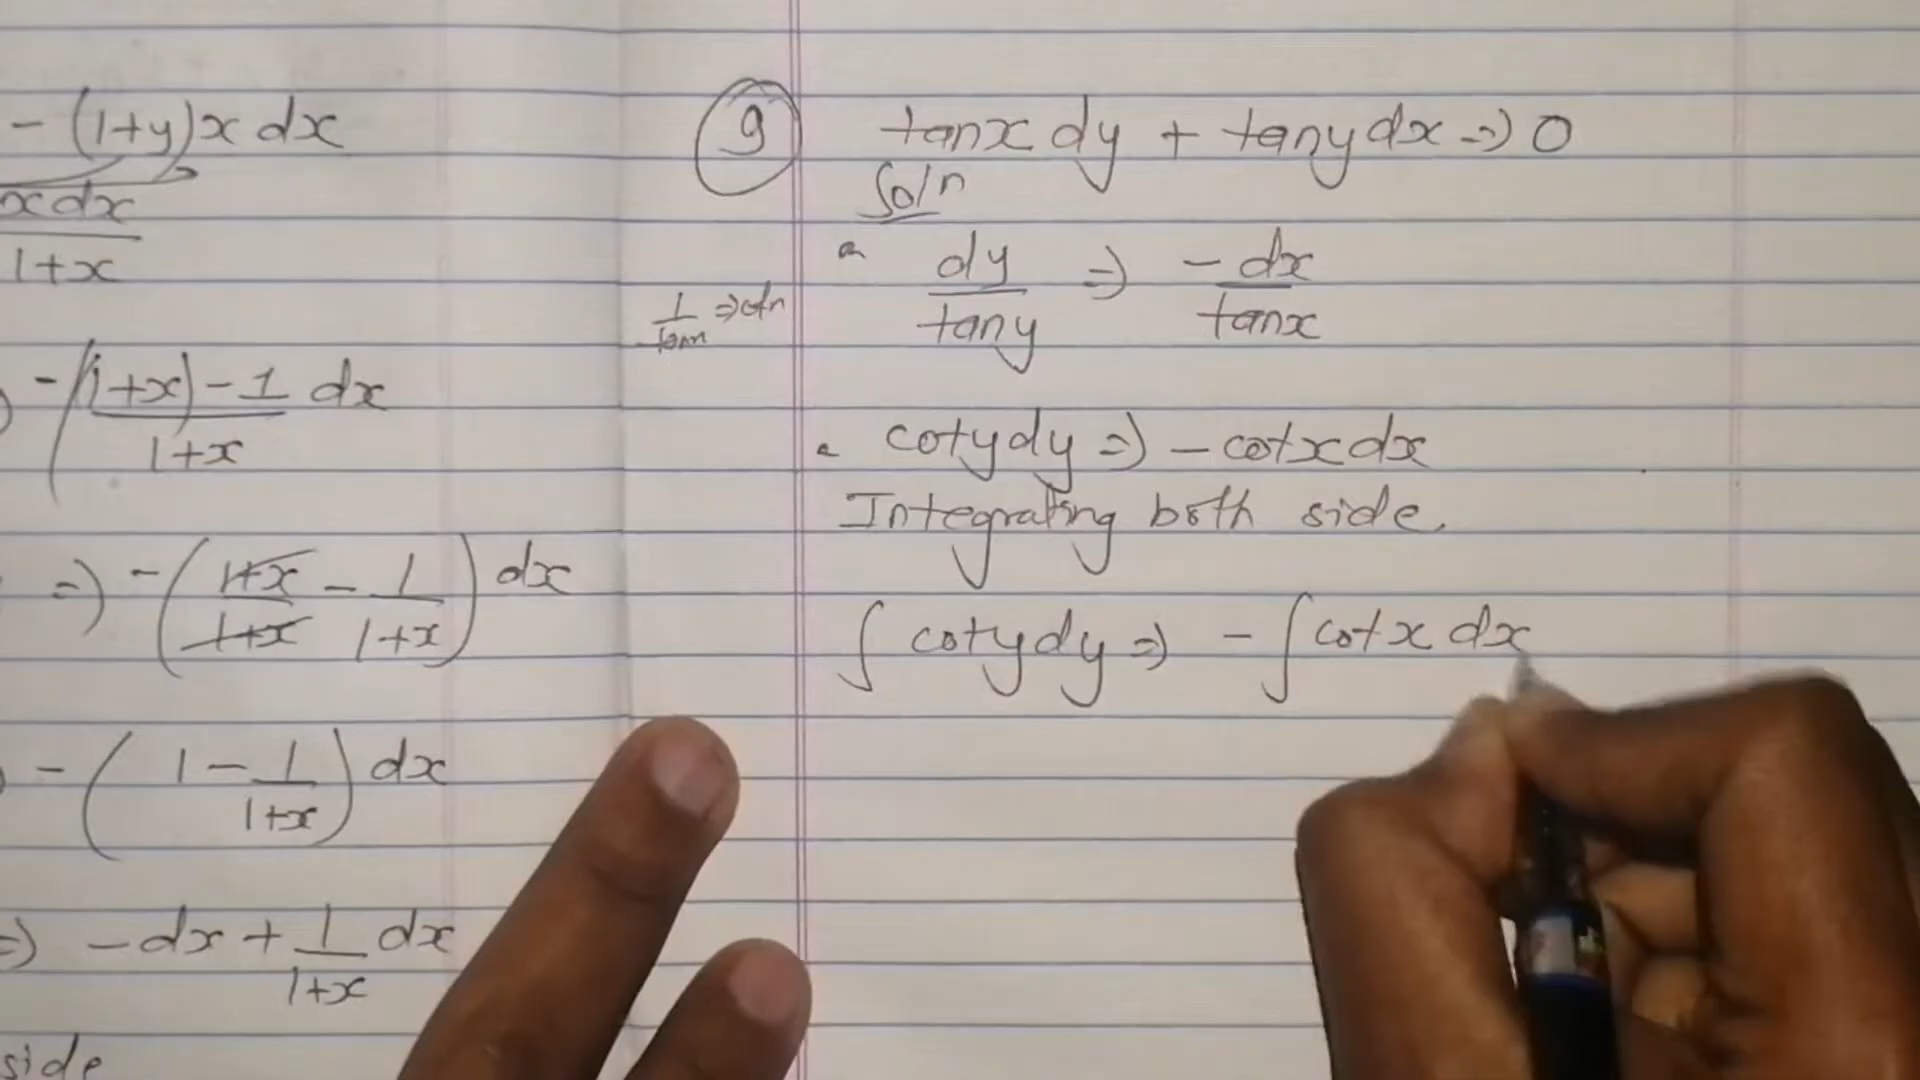 - (1+y)x dx
xdx
1+x
- (1+x) - 1 dx
1+x
=) - (1+x - 1) dx
1+x 1+x
- (1 - 1) dx
1+x
=) - dx + 1 dx
1+x
side
9 tanx dy + tany dx =) 0
Soln
dy =) - dx
tany tanx
1 =)
tan
coty dy =) - cotx dx
Integrating both side.
∫ coty dy =) - ∫ cotx dx